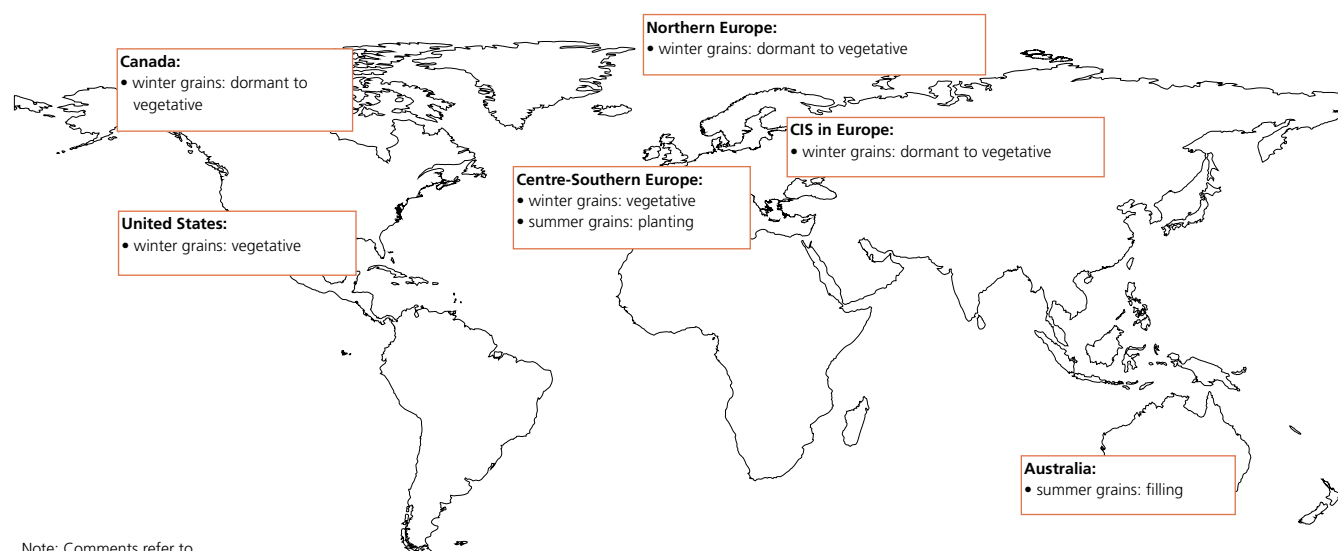 Northern Europe:
• winter grains: dormant to vegetative
Canada:
• winter grains: dormant to
vegetative
CIS in Europe:
• winter grains: dormant to vegetative
Centre-Southern Europe:
• winter grains: vegetative
• summer grains: planting
United States:
• winter grains: vegetative
Australia:
• summer grains: filling
Note: Comments refer to